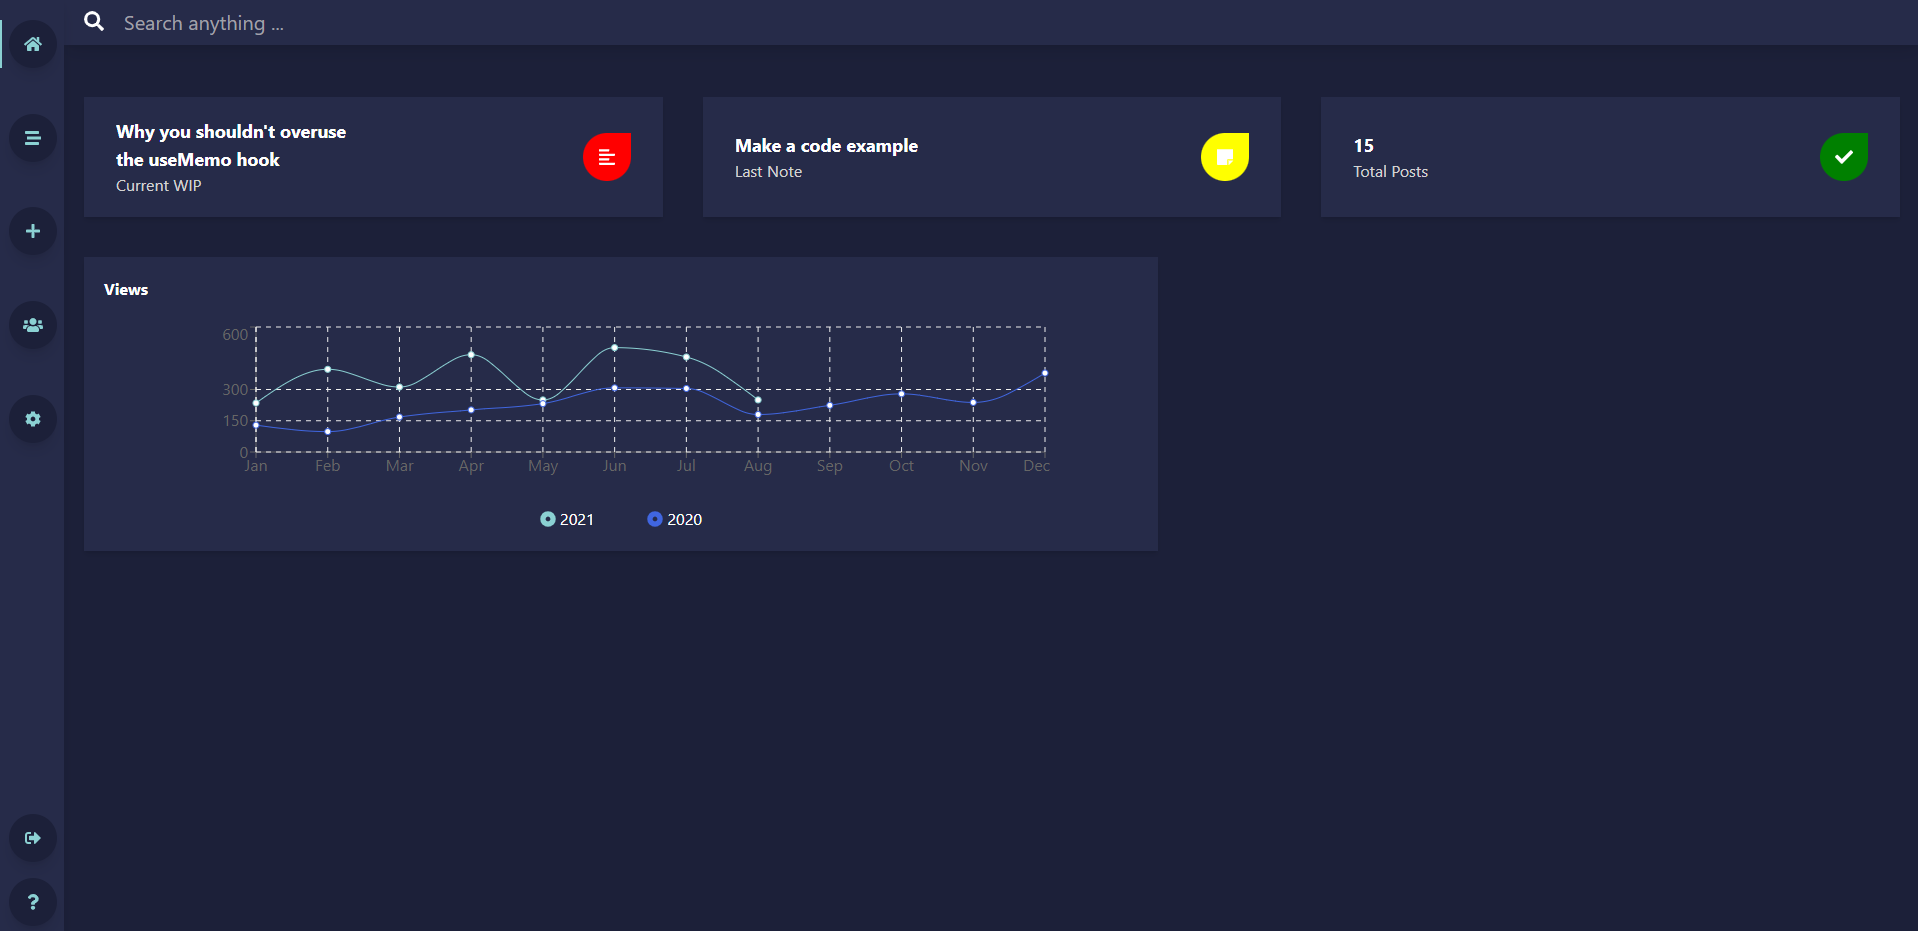 Search anything ...
Why you shouldn't overuse
the useMemo hook
Current WIP
Make a code example
Last Note
15
Total Posts
Views
600
300
150
0
Jan Feb Mar Apr May Jun Jul Aug Sep Oct Nov Dec
2021 2020
?